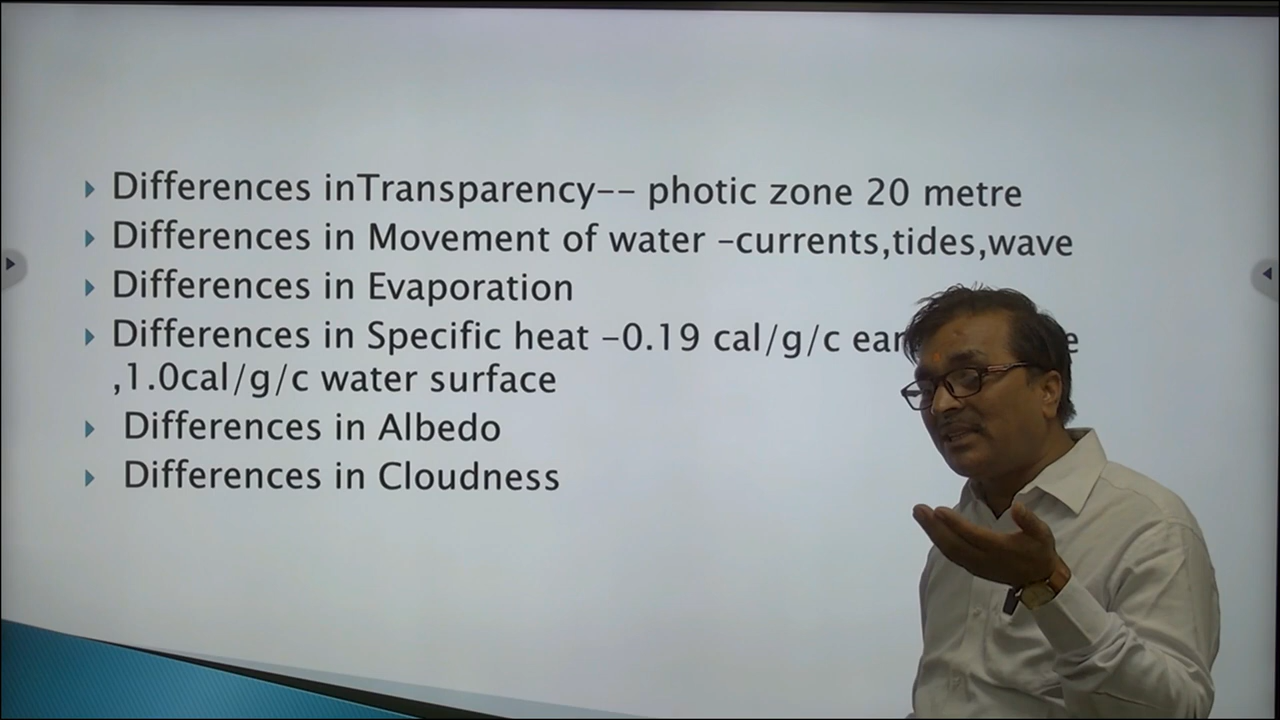 Differences inTransparency-- photic zone 20 metre
Differences in Movement of water -currents,tides,wave
Differences in Evaporation
Differences in Specific heat -0.19 cal/g/c
,1.0cal/g/c water surface
Differences in Albedo
Differences in Cloudness